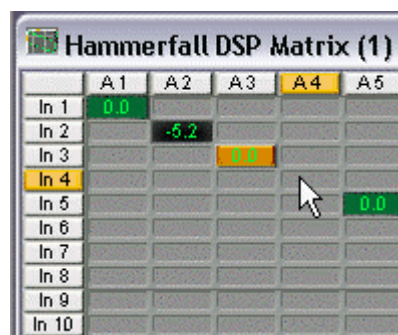 Hammerfall DSP Matrix (1)
A 1 A 2 A 3 A 4 A 5
In 1 0.0
In 2 -5.2
In 3 0.0
In 4
In 5 0.0
In 6
In 7
In 8
In 9
In 10